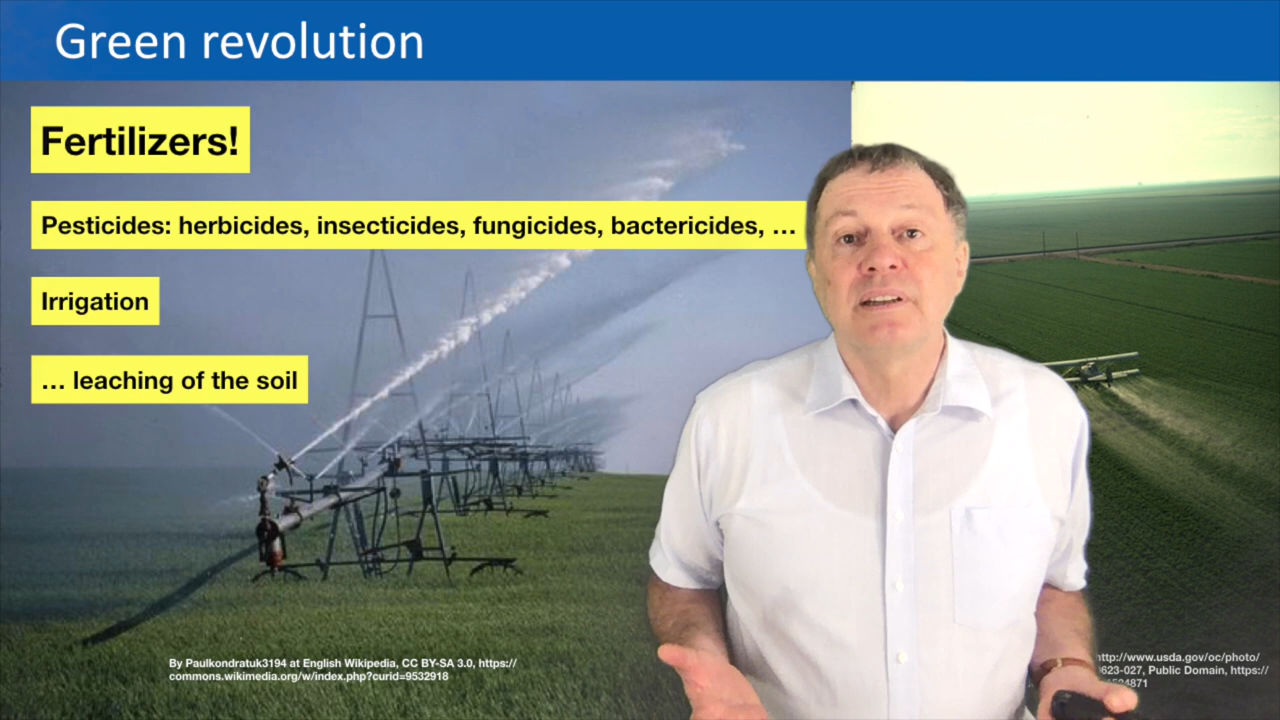 Green revolution
Fertilizers!
Pesticides: herbicides, insecticides, fungicides, bactericides, …
Irrigation
… leaching of the soil
By Paulkondratuk3194 at English Wikipedia, CC BY-SA 3.0, https://
commons.wikimedia.org/w/index.php?curid=9532918
http://www.usda.gov/oc/photo/
623-027, Public Domain, https://
4871